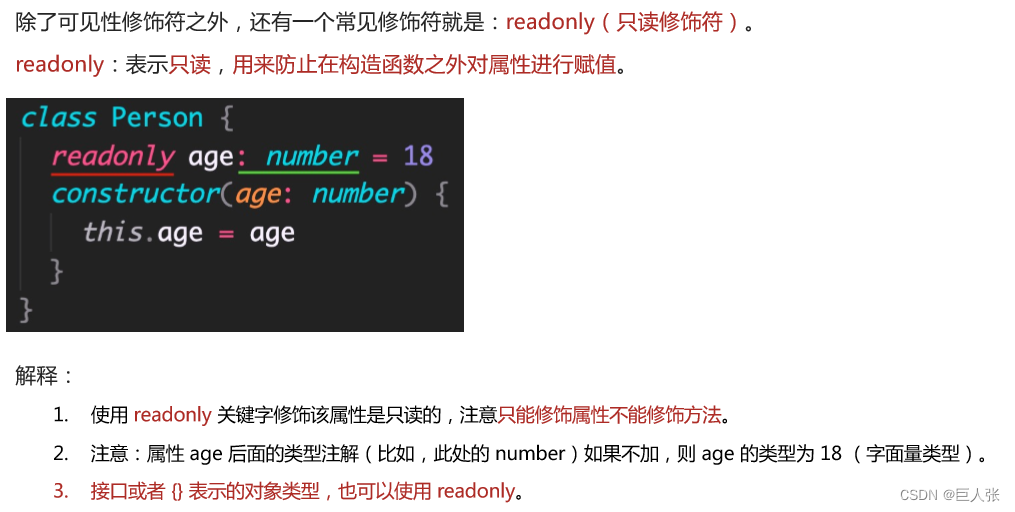 除了可见性修饰符之外，还有一个常见修饰符就是：readonly（只读修饰符）。
readonly：表示只读，用来防止在构造函数之外对属性进行赋值。
class Person {
readonly age: number = 18
constructor(age: number) {
this.age = age
}
}
解释：
1. 使用 readonly 关键字修饰该属性是只读的，注意只能修饰属性不能修饰方法。
2. 注意：属性 age 后面的类型注解（比如，此处的 number）如果不加，则 age 的类型为 18 （字面量类型）。
3. 接口或者 {} 表示的对象类型，也可以使用 readonly。
CSDN @巨人张